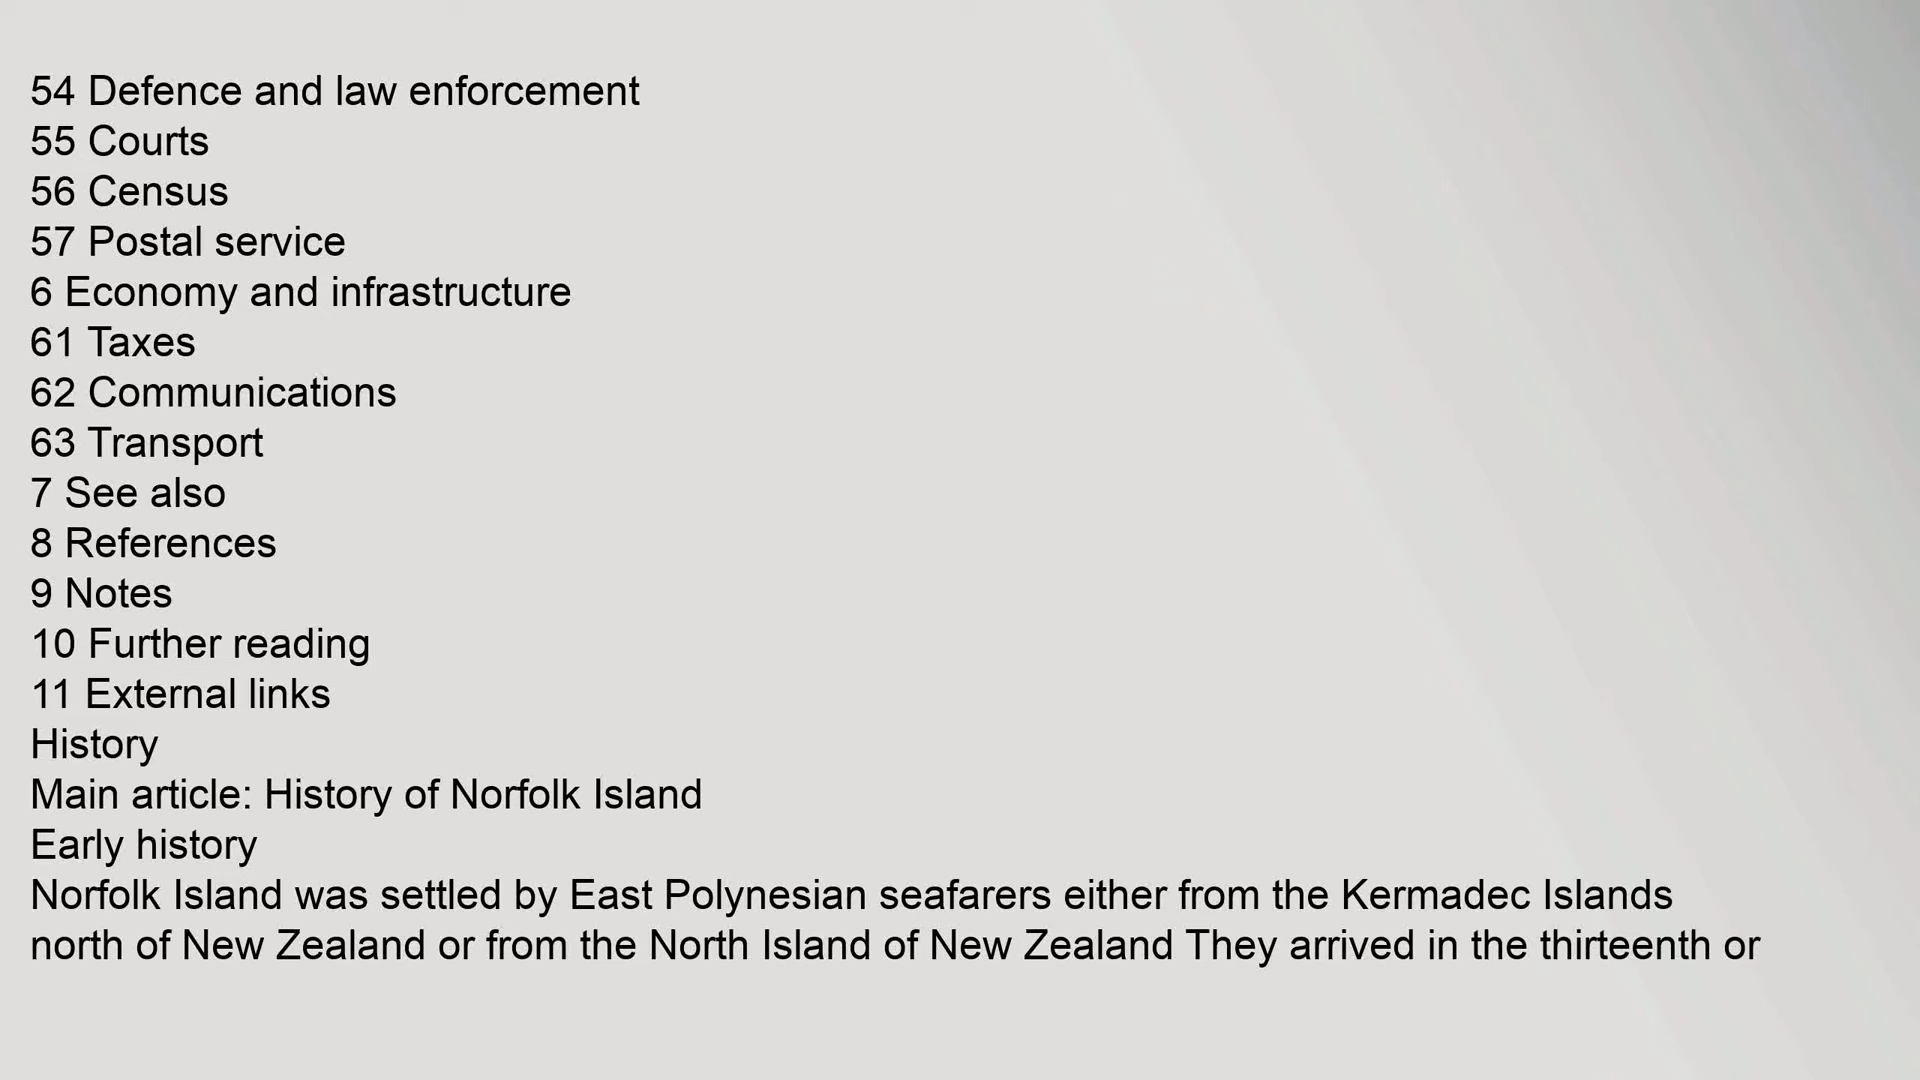 54 Defence and law enforcement
55 Courts
56 Census
57 Postal service
6 Economy and infrastructure
61 Taxes
62 Communications
63 Transport
7 See also
8 References
9 Notes
10 Further reading
11 External links
History
Main article: History of Norfolk Island
Early history
Norfolk Island was settled by East Polynesian seafarers either from the Kermadec Islands
north of New Zealand or from the North Island of New Zealand They arrived in the thirteenth or